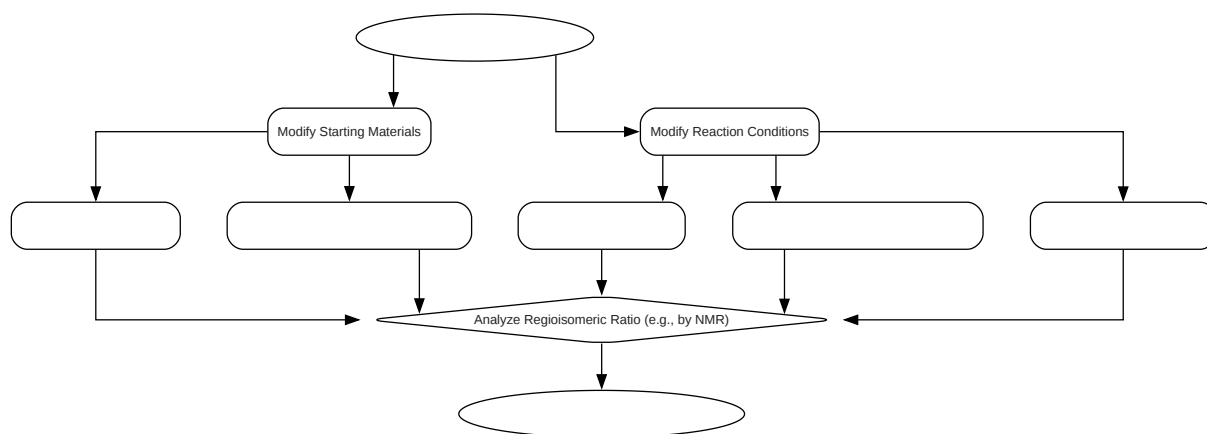 Modify Starting Materials
Modify Reaction Conditions
Analyze Regioisomeric Ratio (e.g., by NMR)